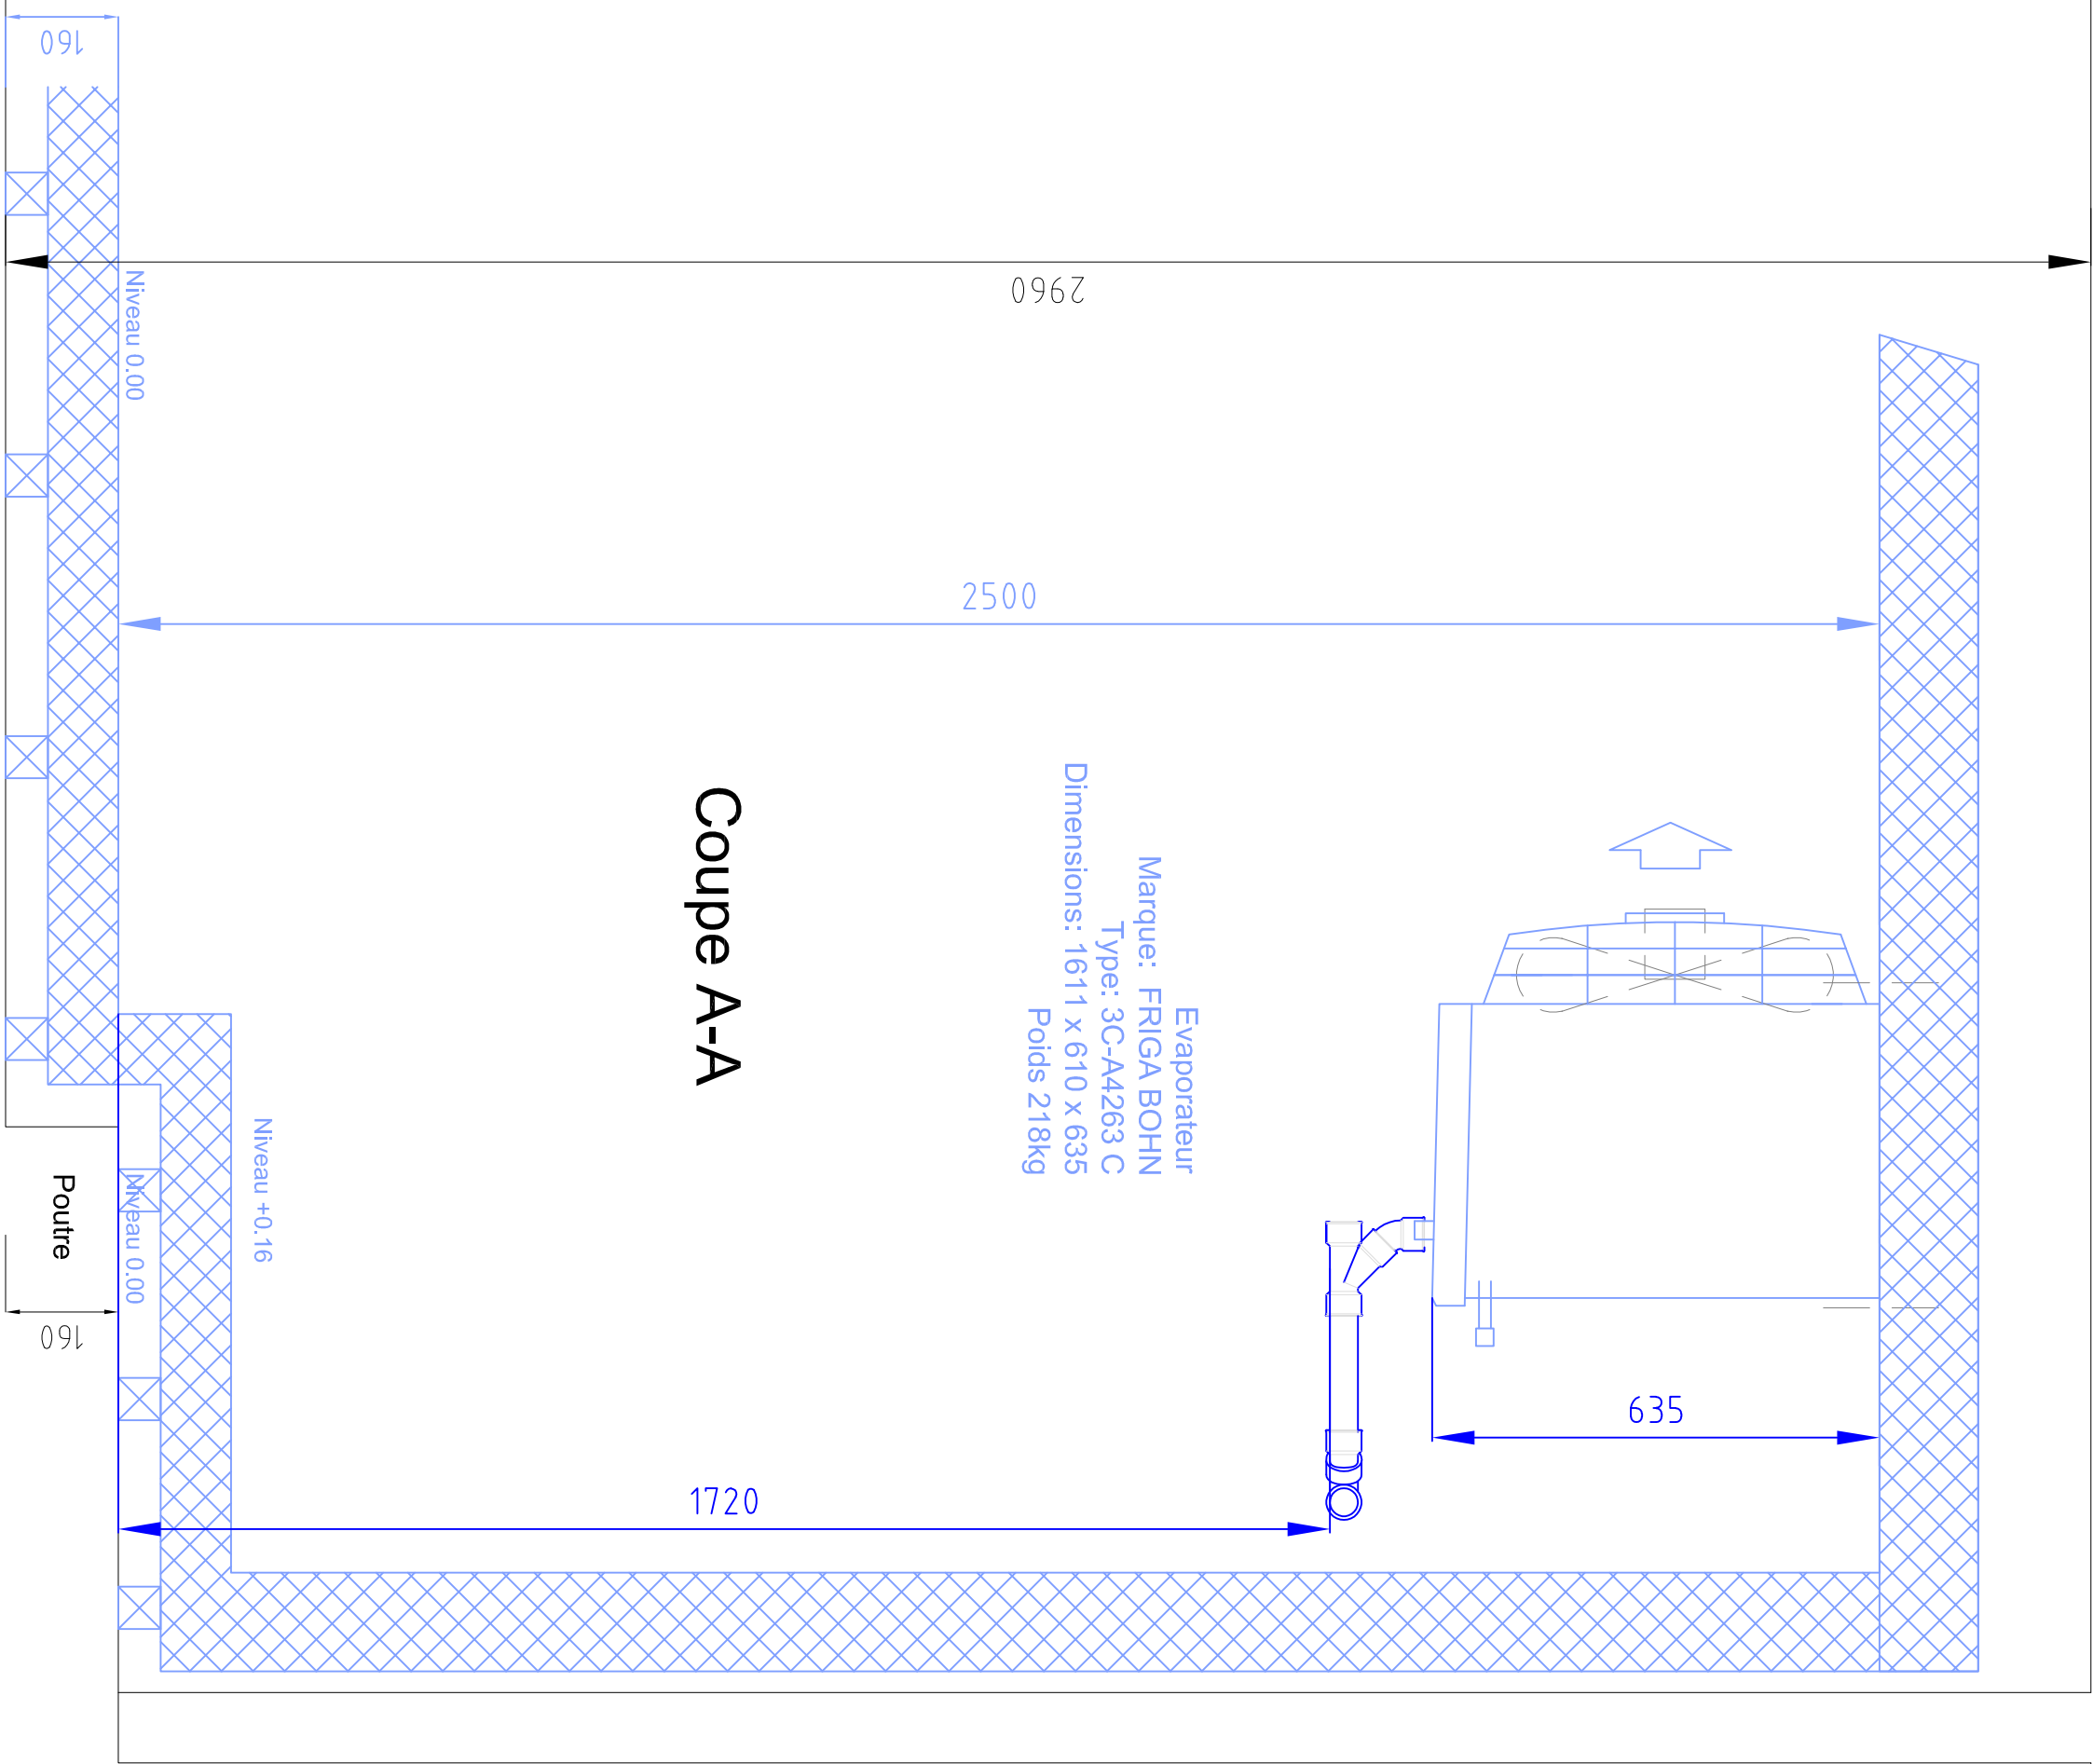 160
2960
Niveau 0.00
2500
Coupe A-A
Evaporateur
Marque: FRIGA BOHN
Type: 3C-A4263 C
Dimensions: 1611 x 610 x 635
Poids 218kg
Niveau +0.16
Niveau 0.00
Poutre
160
635
1720